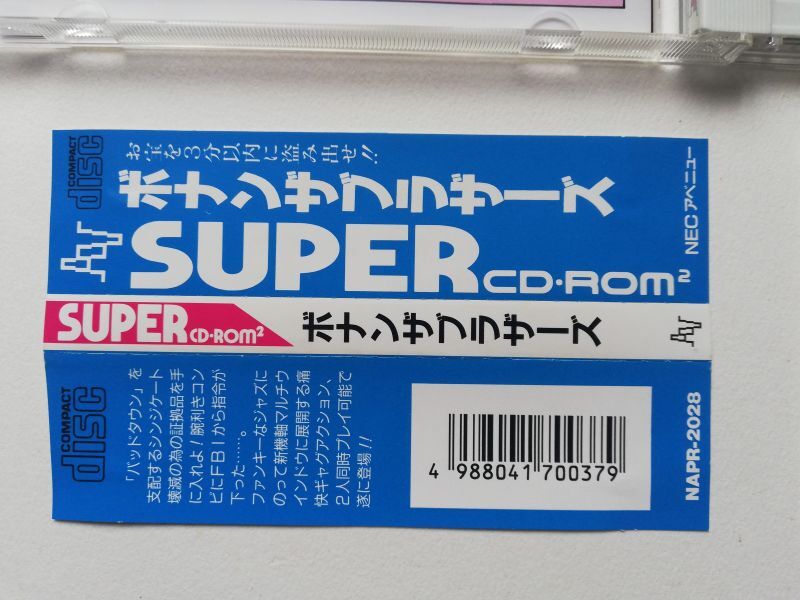 COMPACT
disc
お宝を3分以内に盗み出せ!!
ボナンザブラザーズ
SUPER CD-ROM²
AV
NECアベニュー
SUPER CD-ROM²
ボナンザブラザーズ
AV
COMPACT
disc
「バッドタウン」を
支配するシンジケート
壊滅の為の証拠品を手
に入れよ!腕利きコン
ビにFBIから指令が
下った……。
ファンキーなジャズに
のって新機軸マルチウ
インドウに展開する痛
快ギャグアクション、
2人同時プレイ可能で
遂に登場!!
4 988041 700379
NAPR-2028